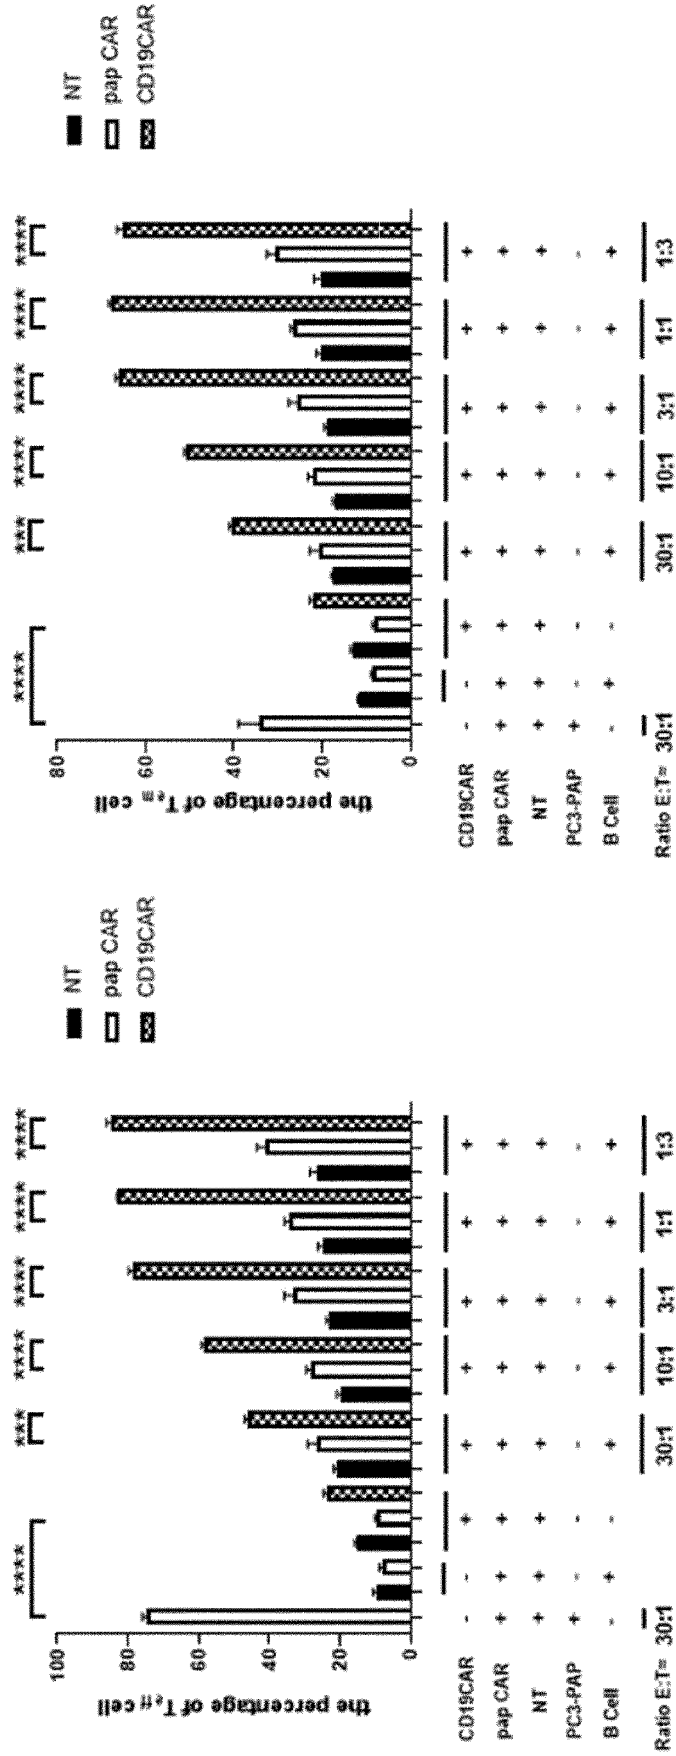 NT
pap CAR
CD19CAR
**** *** **** **** **** ****
the percentage of Teff cell
100
80
60
40
20
0
CD19CAR - - + + + + + +
pap CAR + + + + + + + +
NT + + + + + + + +
PC3-PAP + - - - - - - -
B Cell - + - + + + + +
Ratio E:T= 30:1 30:1 10:1 3:1 1:1 1:3
NT
pap CAR
CD19CAR
**** *** **** **** **** ****
the percentage of Tem cell
80
60
40
20
0
CD19CAR - - + + + + + +
pap CAR + + + + + + + +
NT + + + + + + + +
PC3-PAP + - - - - - - -
B Cell - + - + + + + +
Ratio E:T= 30:1 30:1 10:1 3:1 1:1 1:3